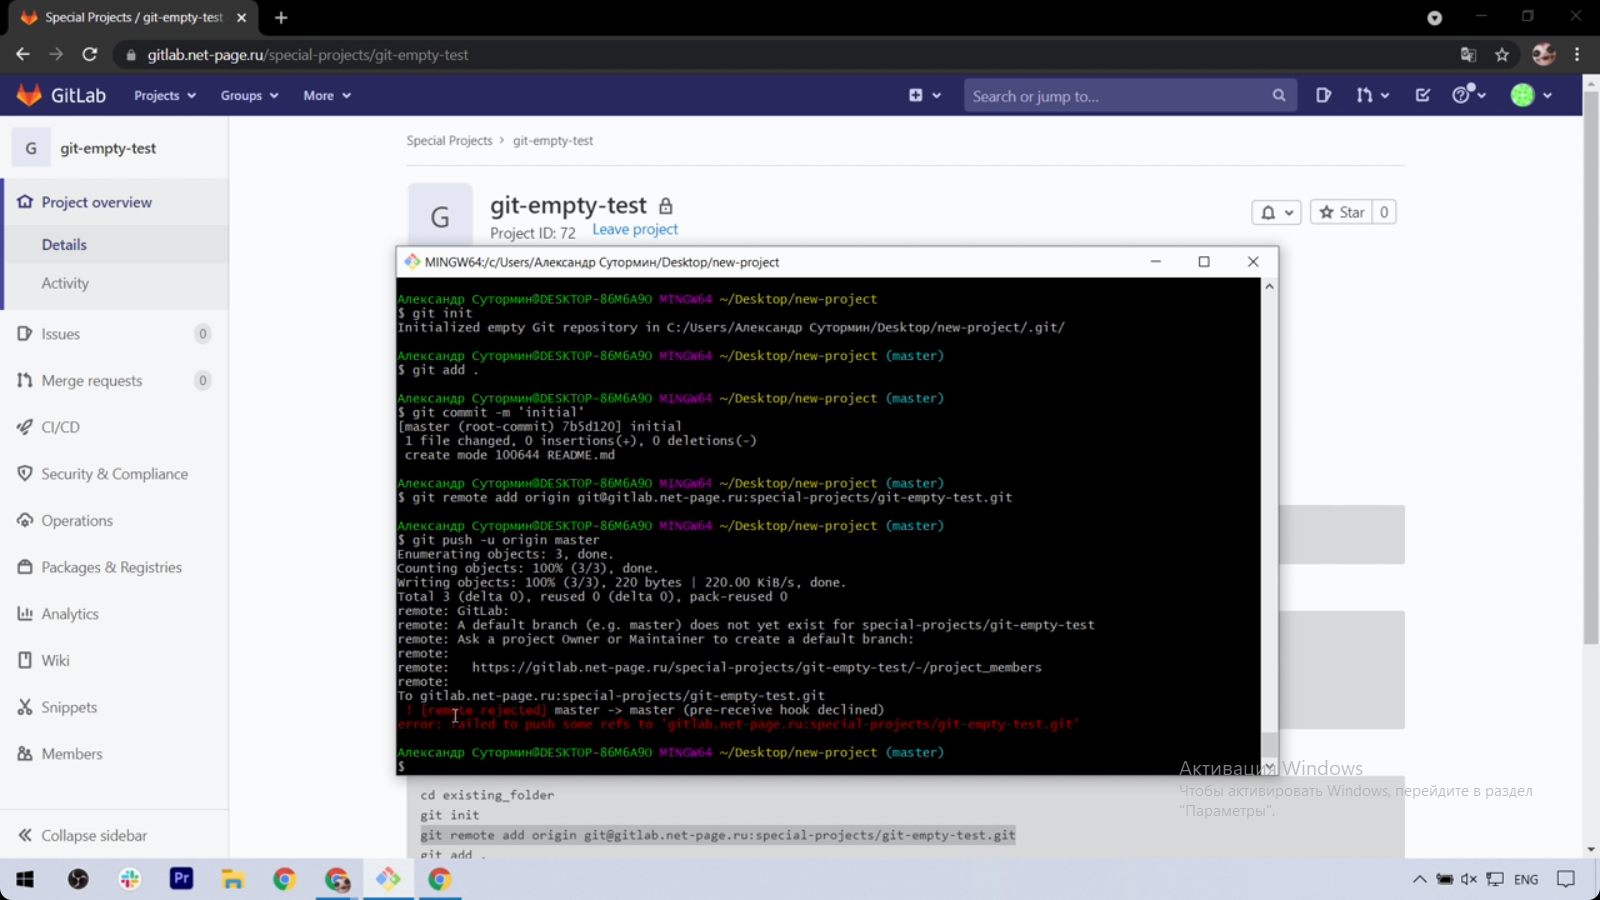 Special Projects / git-empty-test
gitlab.net-page.ru/special-projects/git-empty-test
GitLab
Projects
Groups
More
Search or jump to...
G
git-empty-test
Project overview
Details
Activity
Issues
0
Merge requests
0
CI/CD
Security & Compliance
Operations
Packages & Registries
Analytics
Wiki
Snippets
Members
Collapse sidebar
Special Projects > git-empty-test
G
git-empty-test
Project ID: 72
Leave project
Star
0
MINGW64:/c/Users/Александр Сутормин/Desktop/new-project
Александр Сутормин@DESKTOP-86M6A9O MINGW64 ~/Desktop/new-project
$ git init
Initialized empty Git repository in C:/Users/Александр Сутормин/Desktop/new-project/.git/
Александр Сутормин@DESKTOP-86M6A9O MINGW64 ~/Desktop/new-project (master)
$ git add .
Александр Сутормин@DESKTOP-86M6A9O MINGW64 ~/Desktop/new-project (master)
$ git commit -m 'initial'
[master (root-commit) 7b5d120] initial
1 file changed, 0 insertions(+), 0 deletions(-)
create mode 100644 README.md
Александр Сутормин@DESKTOP-86M6A9O MINGW64 ~/Desktop/new-project (master)
$ git remote add origin git@gitlab.net-page.ru:special-projects/git-empty-test.git
Александр Сутормин@DESKTOP-86M6A9O MINGW64 ~/Desktop/new-project (master)
$ git push -u origin master
Enumerating objects: 3, done.
Counting objects: 100% (3/3), done.
Writing objects: 100% (3/3), 220 bytes | 220.00 KiB/s, done.
Total 3 (delta 0), reused 0 (delta 0), pack-reused 0
remote: GitLab:
remote: A default branch (e.g. master) does not yet exist for special-projects/git-empty-test
remote: Ask a project Owner or Maintainer to create a default branch:
remote:
remote: https://gitlab.net-page.ru/special-projects/git-empty-test/-/project_members
remote:
To gitlab.net-page.ru:special-projects/git-empty-test.git
! [remote rejected] master -> master (pre-receive hook declined)
error: failed to push some refs to 'gitlab.net-page.ru:special-projects/git-empty-test.git'
Александр Сутормин@DESKTOP-86M6A9O MINGW64 ~/Desktop/new-project (master)
$
cd existing_folder
git init
git remote add origin git@gitlab.net-page.ru:special-projects/git-empty-test.git
git add .
Активация Windows
Чтобы активировать Windows, перейдите в раздел
"Параметры".
Pr
ENG